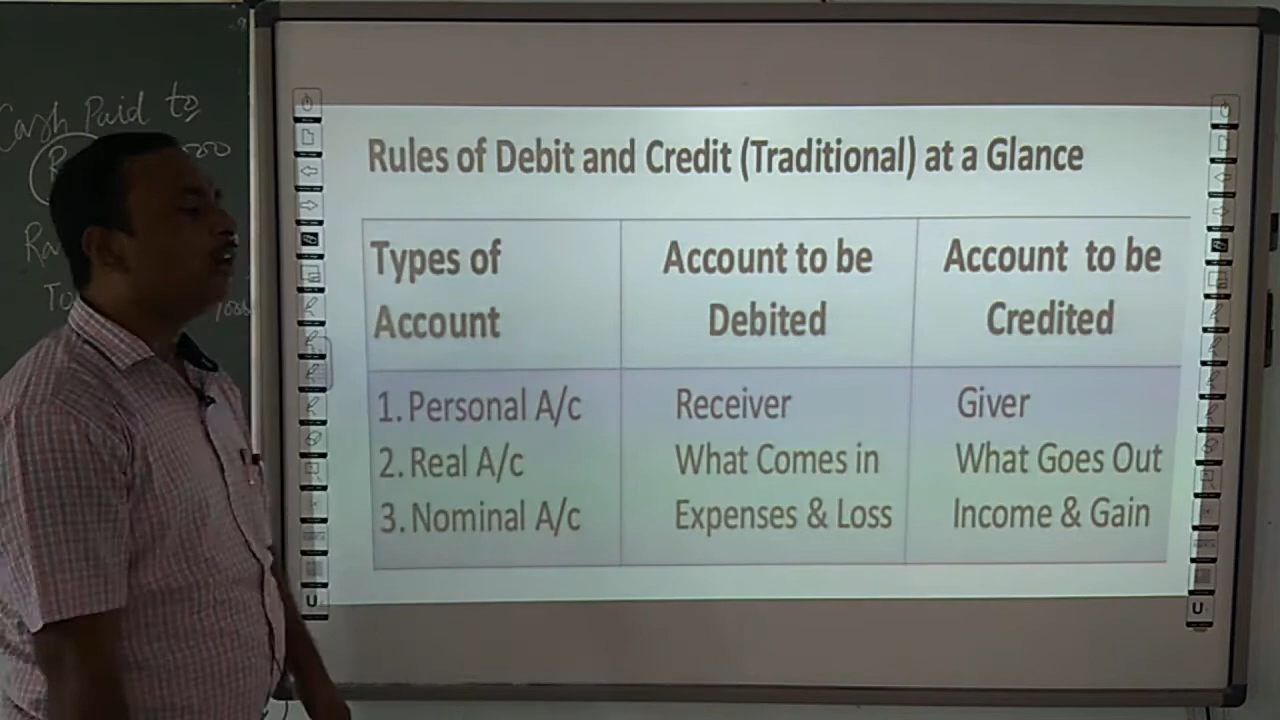 Cash Paid to
Rules of Debit and Credit (Traditional) at a Glance
Types of Account
Account to be Debited
Account to be Credited
1. Personal A/c Receiver Giver
2. Real A/c What Comes in What Goes Out
3. Nominal A/c Expenses & Loss Income & Gain
U
U